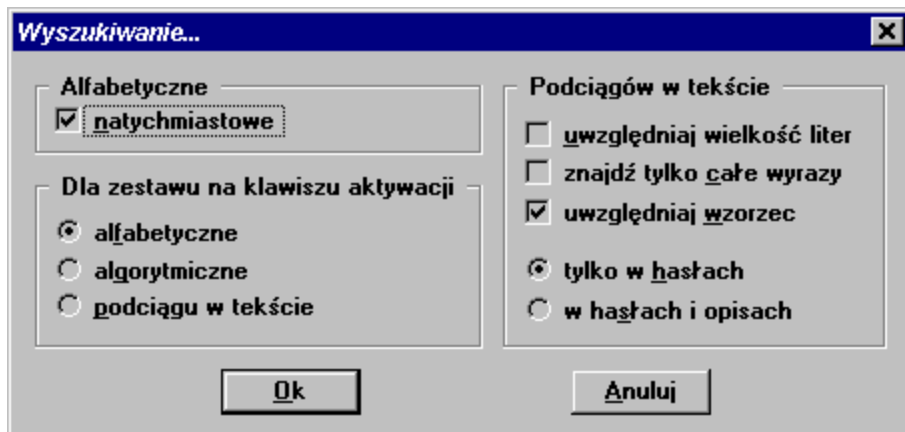 Wyszukiwanie...
Alfabetyczne
natychmiastowe
Dla zestawu na klawiszu aktywacji
alfabetyczne
algorytmiczne
podciągu w tekście
Podciągów w tekście
uwzględniaj wielkość liter
znajdź tylko całe wyrazy
uwzględniaj wzorzec
tylko w hasłach
w hasłach i opisach
Ok
Anuluj